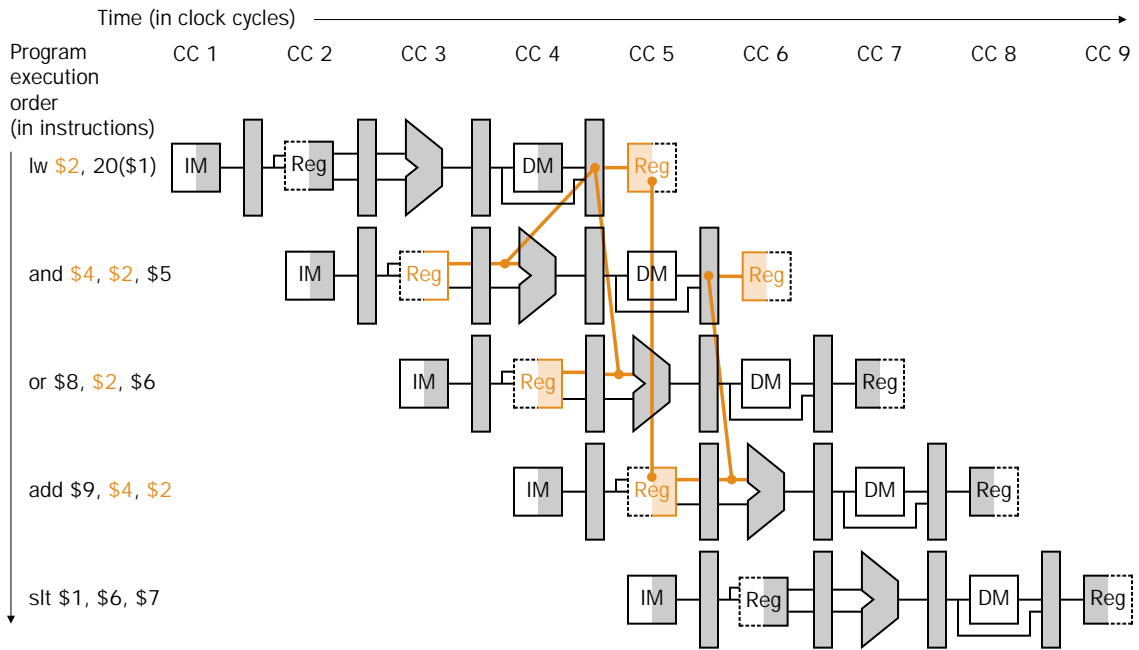 Time (in clock cycles)
Program
execution
order
(in instructions)
CC 1 CC 2 CC 3 CC 4 CC 5 CC 6 CC 7 CC 8 CC 9
lw $2, 20($1)
IM Reg DM Reg
and $4, $2, $5
IM Reg DM Reg
or $8, $2, $6
IM Reg DM Reg
add $9, $4, $2
IM Reg DM Reg
slt $1, $6, $7
IM Reg DM Reg